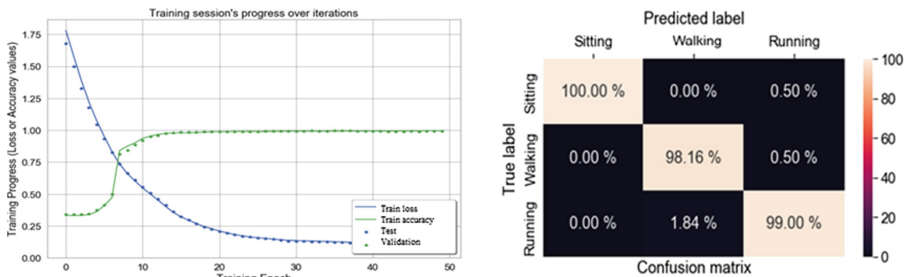 Training session's progress over iterations
Training Progress (Loss or Accuracy values)
1.75
1.50
1.25
1.00
0.75
0.50
0.25
0.00
0 10 20 30 40 50
Training Epoch
Train loss
Train accuracy
Test
Validation
Predicted label
Sitting Walking Running
True label
Sitting 100.00 % 0.00 % 0.50 %
Walking 0.00 % 98.16 % 0.50 %
Running 0.00 % 1.84 % 99.00 %
Confusion matrix
100
80
60
40
20
0